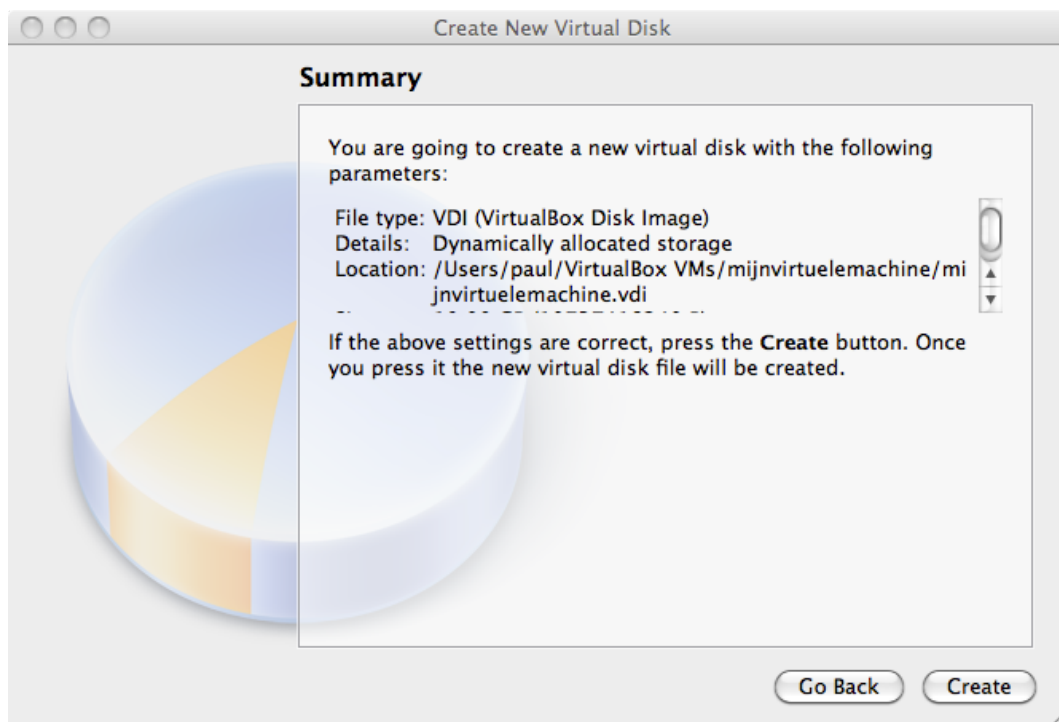 Create New Virtual Disk
Summary
You are going to create a new virtual disk with the following
parameters:
File type: VDI (VirtualBox Disk Image)
Details: Dynamically allocated storage
Location: /Users/paul/VirtualBox VMs/mijnvirtuelemachine/mi
jnvirtuelemachine.vdi
If the above settings are correct, press the Create button. Once
you press it the new virtual disk file will be created.
Go Back
Create